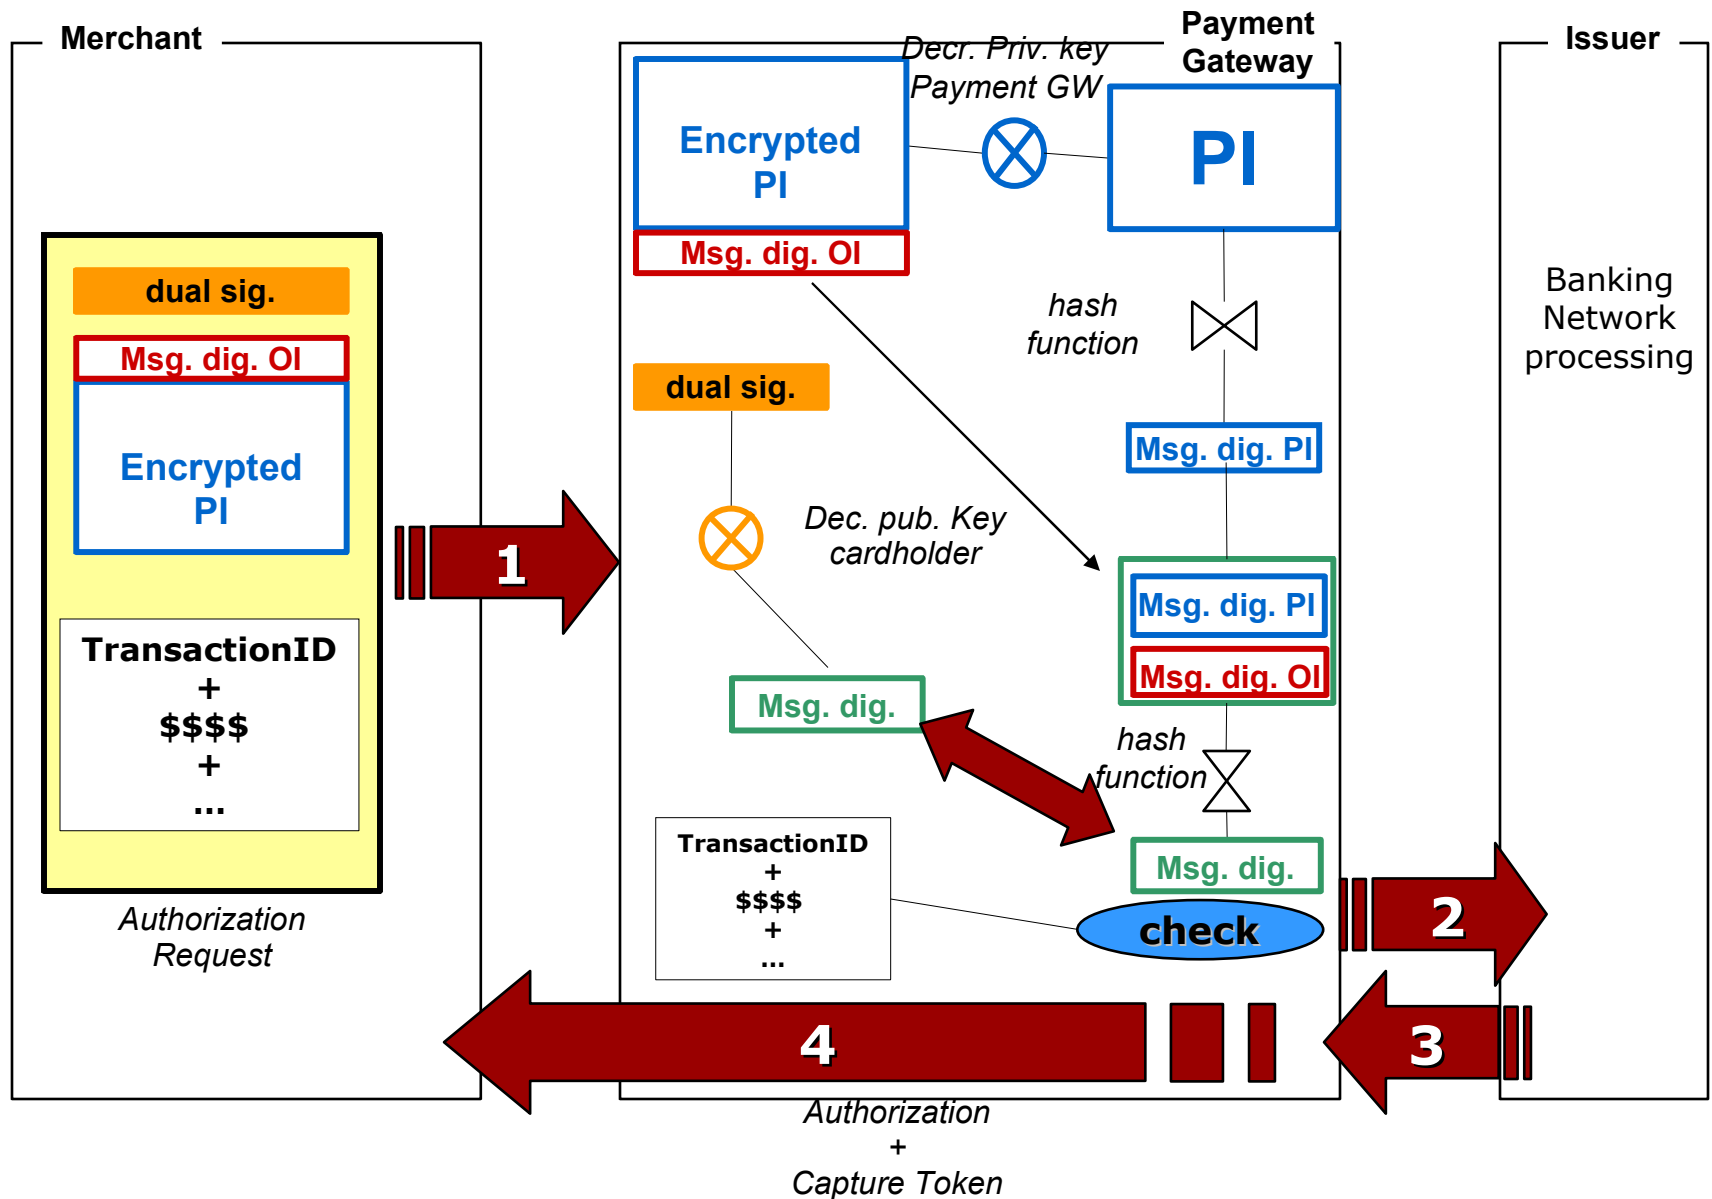 Merchant
dual sig.
Msg. dig. OI
Encrypted
PI
TransactionID
+
$$$$
+
...
Authorization
Request
1
Payment
Gateway
Decr. Priv. key
Payment GW
Encrypted
PI
Msg. dig. OI
PI
hash
function
dual sig.
Msg. dig. PI
Dec. pub. Key
cardholder
Msg. dig. PI
Msg. dig. OI
Msg. dig.
hash
function
TransactionID
+
$$$$
+
...
Msg. dig.
check
2
3
4
Authorization
+
Capture Token
Issuer
Banking
Network
processing